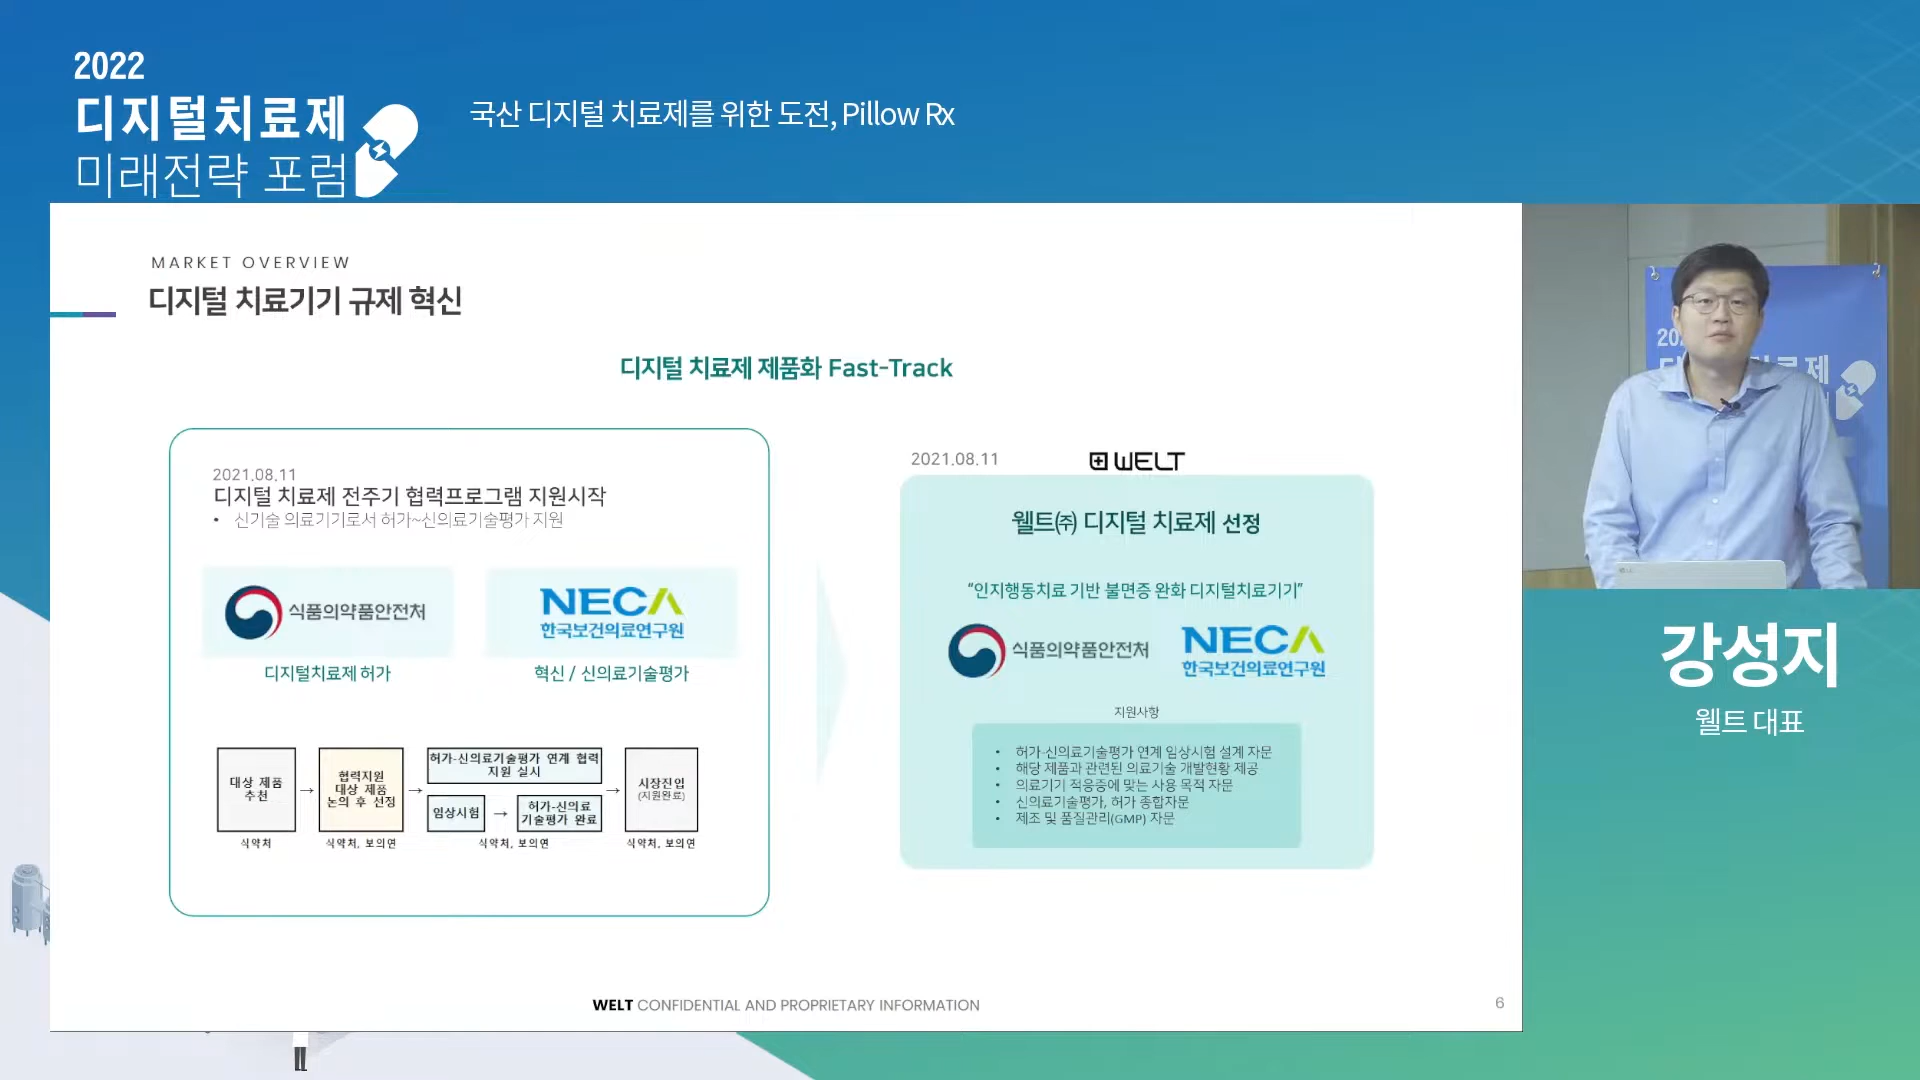 2022
디지털치료제
미래전략 포럼
국산 디지털 치료제를 위한 도전, Pillow Rx
MARKET OVERVIEW
디지털 치료기기 규제 혁신
디지털 치료제 제품화 Fast-Track
2021.08.11
디지털 치료제 전주기 협력프로그램 지원시작
• 신기술 의료기기로서 허가~신의료기술평가 지원
식품의약품안전처
디지털치료제 허가
NECA
한국보건의료연구원
혁신 / 신의료기술평가
대상 제품
추천
식약처
→
협력지원
대상 제품
논의 후 선정
식약처, 보의연
→
허가-신의료기술평가 연계 협력
지원 실시
임상시험
→
허가-신의료
기술평가 완료
식약처, 보의연
→
시장진입
(지원완료)
식약처, 보의연
2021.08.11
WELT
웰트㈜ 디지털 치료제 선정
“인지행동치료 기반 불면증 완화 디지털치료기기”
식품의약품안전처
NECA
한국보건의료연구원
지원사항
• 허가-신의료기술평가 연계 임상시험 설계 자문
• 해당 제품과 관련된 의료기술 개발현황 제공
• 의료기기 적응증에 맞는 사용 목적 자문
• 신의료기술평가, 허가 종합자문
• 제조 및 품질관리(GMP) 자문
WELT CONFIDENTIAL AND PROPRIETARY INFORMATION
6
강성지
웰트 대표